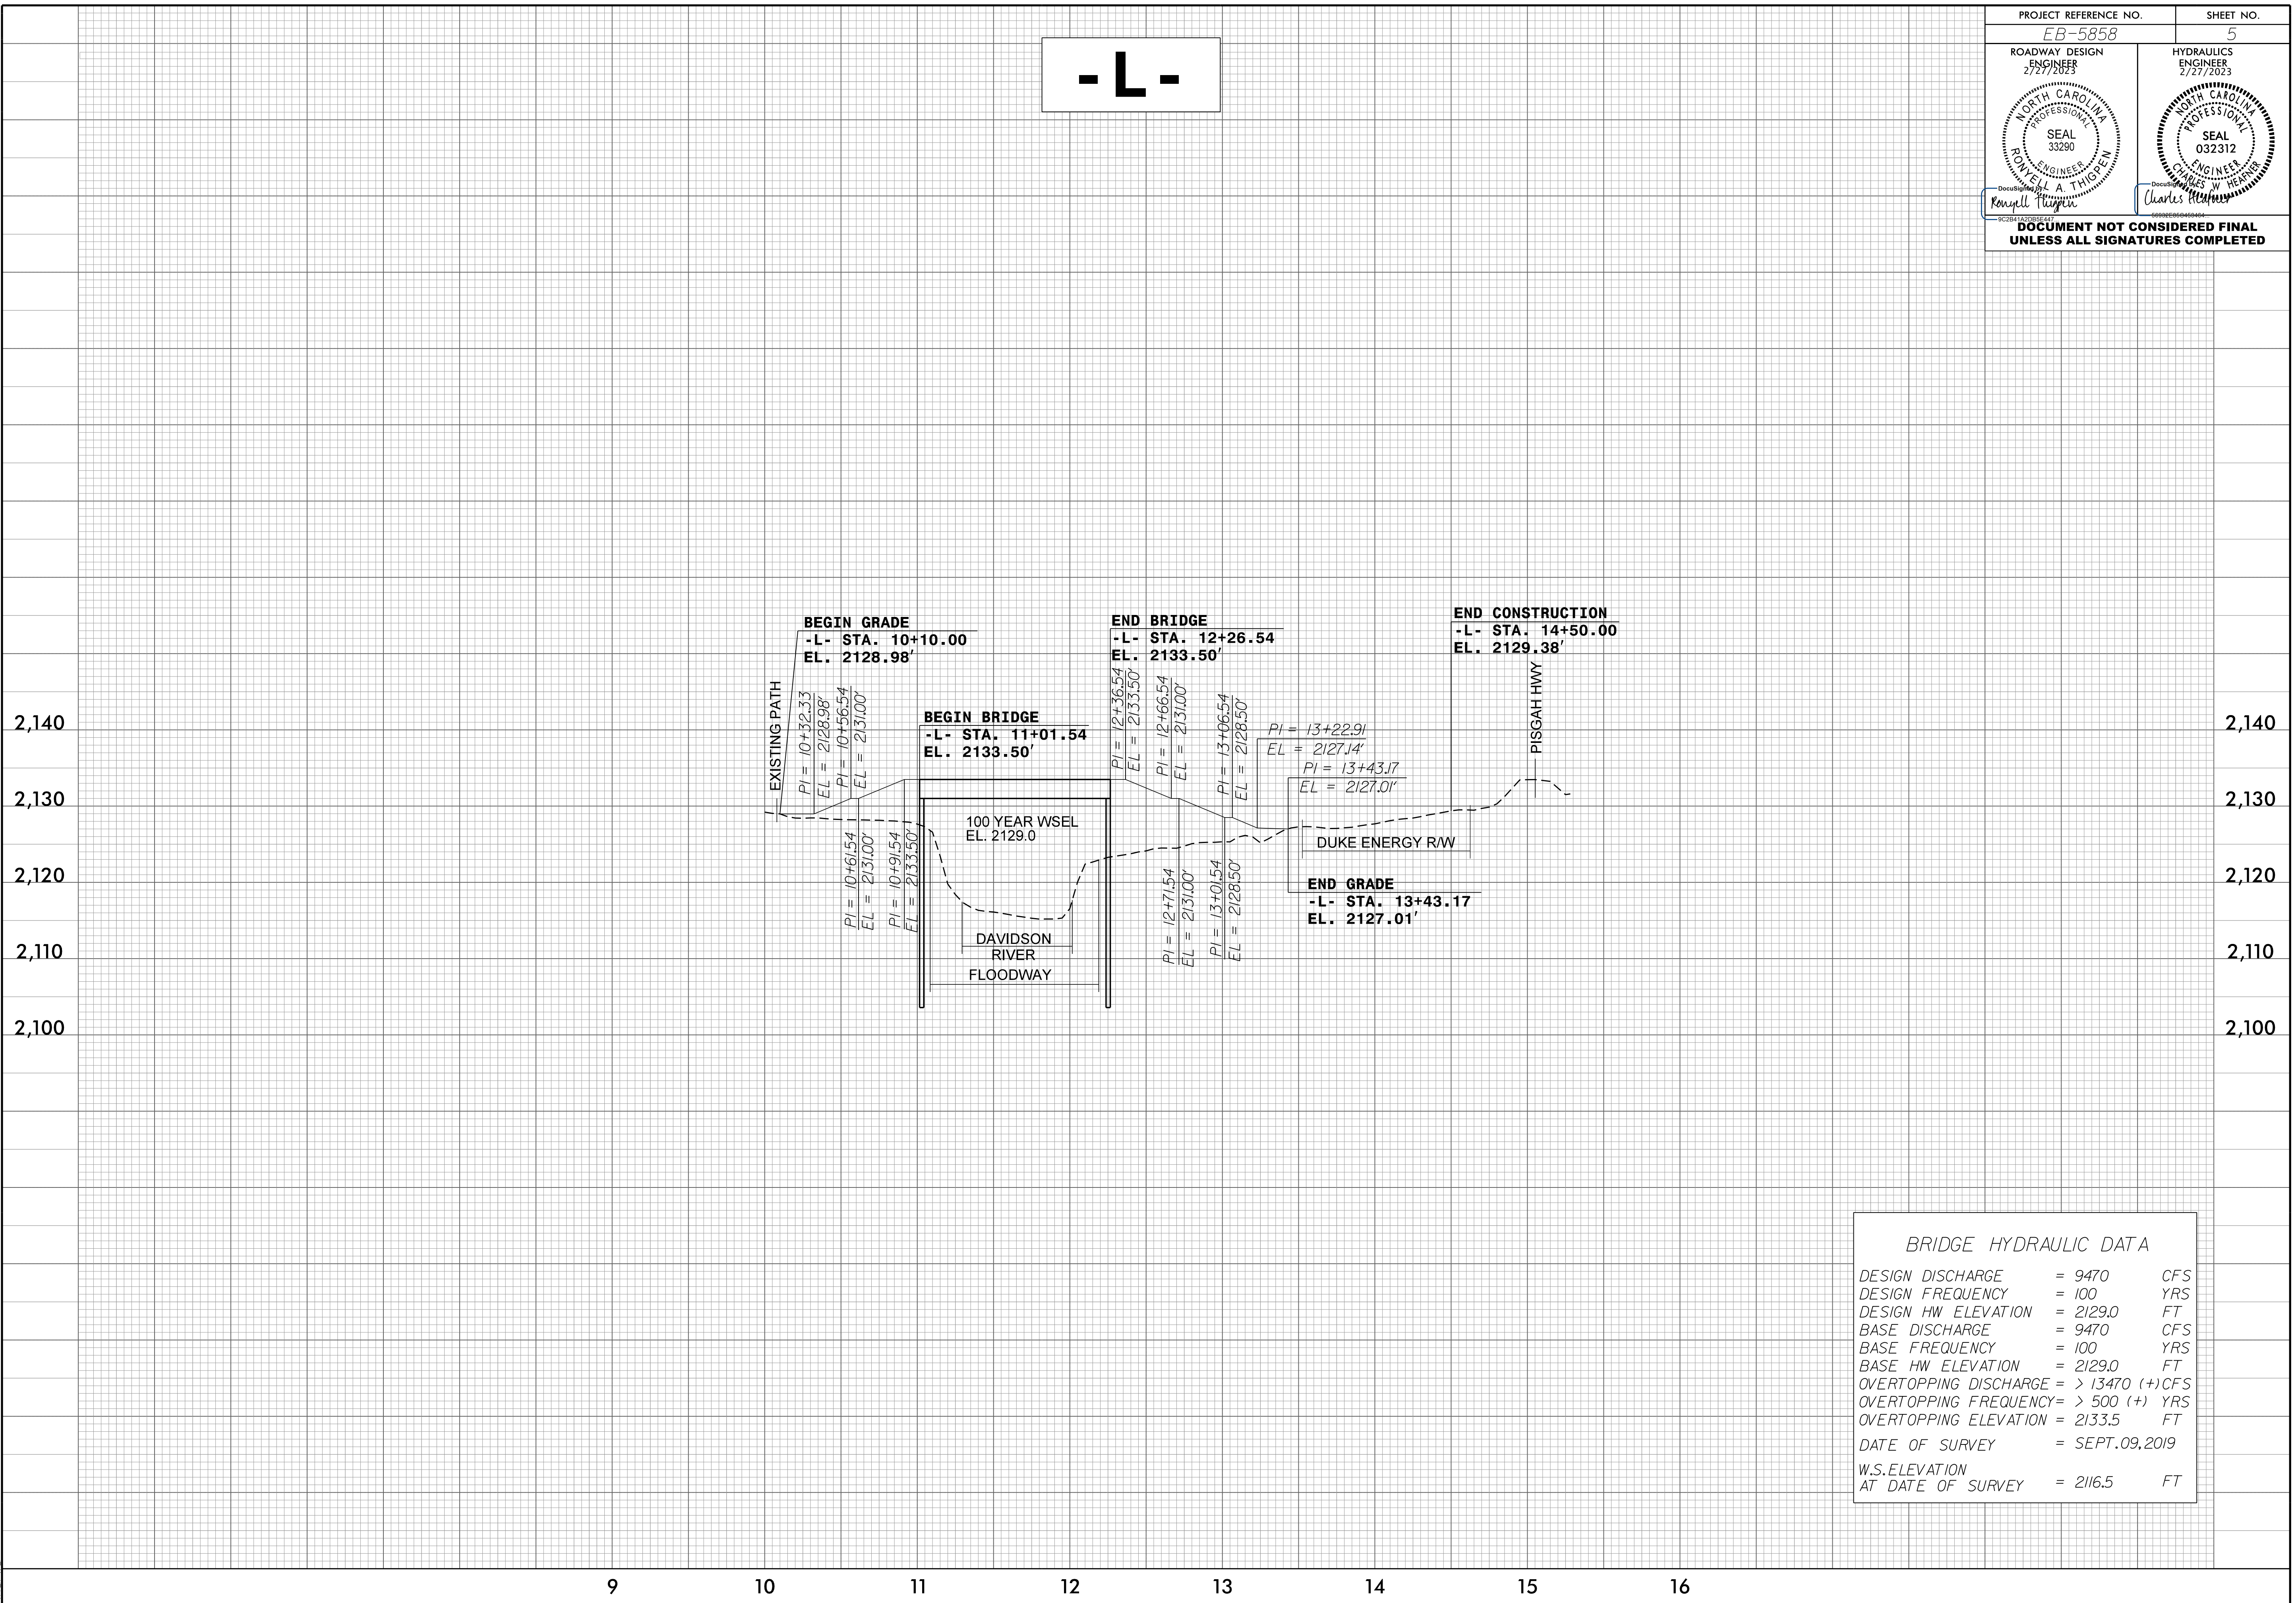 PROJECT REFERENCE NO.
SHEET NO.
EB-5858
5
ROADWAY DESIGN
ENGINEER
2/27/2023
HYDRAULICS
ENGINEER
2/27/2023
NORTH CAROLINA
PROFESSIONAL
SEAL
33290
ENGINEER
RONYELL A. THIGPEN
NORTH CAROLINA
PROFESSIONAL
SEAL
032312
ENGINEER
CHARLES W HEAFNER
DocuSigned by:
Ronyell Thigpen
9C2B41A2DB5E447
DocuSigned by:
Charles Heafner
DOCUMENT NOT CONSIDERED FINAL
UNLESS ALL SIGNATURES COMPLETED
-L-
BEGIN GRADE
-L- STA. 10+10.00
EL. 2128.98'
END BRIDGE
-L- STA. 12+26.54
EL. 2133.50'
END CONSTRUCTION
-L- STA. 14+50.00
EL. 2129.38'
EXISTING PATH
PI = 10+32.33
EL = 2128.98'
PI = 10+56.54
EL = 2131.00'
BEGIN BRIDGE
-L- STA. 11+01.54
EL. 2133.50'
PI = 12+36.54
EL = 2133.50'
PI = 12+66.54
EL = 2131.00'
PI = 13+06.54
EL = 2128.50'
PI = 13+22.91
EL = 2127.14'
PI = 13+43.17
EL = 2127.01'
PISGAH HWY
2,140
2,140
2,130
2,130
100 YEAR WSEL
EL. 2129.0
DUKE ENERGY R/W
PI = 10+61.54
EL = 2131.00'
PI = 10+91.54
EL = 2133.50'
PI = 12+71.54
EL = 2131.00'
PI = 13+01.54
EL = 2128.50'
2,120
2,120
END GRADE
-L- STA. 13+43.17
EL. 2127.01'
DAVIDSON
RIVER
FLOODWAY
2,110
2,110
2,100
2,100
BRIDGE HYDRAULIC DATA
DESIGN DISCHARGE = 9470 CFS
DESIGN FREQUENCY = 100 YRS
DESIGN HW ELEVATION = 2129.0 FT
BASE DISCHARGE = 9470 CFS
BASE FREQUENCY = 100 YRS
BASE HW ELEVATION = 2129.0 FT
OVERTOPPING DISCHARGE = > 13470 (+) CFS
OVERTOPPING FREQUENCY = > 500 (+) YRS
OVERTOPPING ELEVATION = 2133.5 FT
DATE OF SURVEY = SEPT.09,2019
W.S.ELEVATION
AT DATE OF SURVEY = 2116.5 FT
9 10 11 12 13 14 15 16